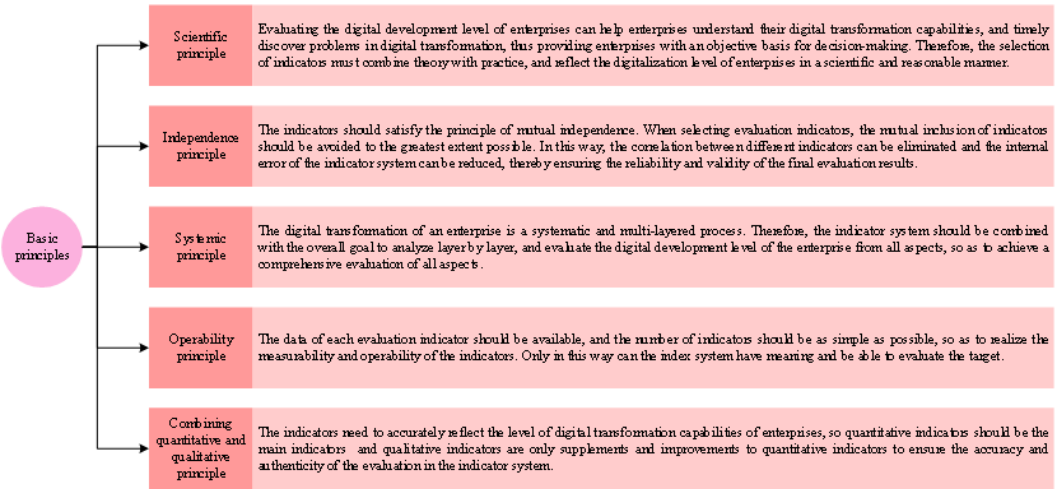 Basic
principles
Scientific
principle
Evaluating the digital development level of enterprises can help enterprises understand their digital transformation capabilities, and timely
discover problems in digital transformation, thus providing enterprises with an objective basis for decision-making. Therefore, the selection
of indicators must combine theory with practice, and reflect the digitalization level of enterprises in a scientific and reasonable manner.
Independence
principle
The indicators should satisfy the principle of mutual independence. When selecting evaluation indicators, the mutual inclusion of indicators
should be avoided to the greatest extent possible. In this way, the correlation between different indicators can be eliminated and the internal
error of the indicator system can be reduced, thereby ensuring the reliability and validity of the final evaluation results.
Systemic
principle
The digital transformation of an enterprise is a systematic and multi-layered process. Therefore, the indicator system should be combined
with the overall goal to analyze layer by layer, and evaluate the digital development level of the enterprise from all aspects, so as to achieve a
comprehensive evaluation of all aspects.
Operability
principle
The data of each evaluation indicator should be available, and the number of indicators should be as simple as possible, so as to realize the
measurability and operability of the indicators. Only in this way can the index system have meaning and be able to evaluate the target.
Combining
quantitative and
qualitative
principle
The indicators need to accurately reflect the level of digital transformation capabilities of enterprises, so quantitative indicators should be the
main indicators and qualitative indicators are only supplements and improvements to quantitative indicators to ensure the accuracy and
authenticity of the evaluation in the indicator system.